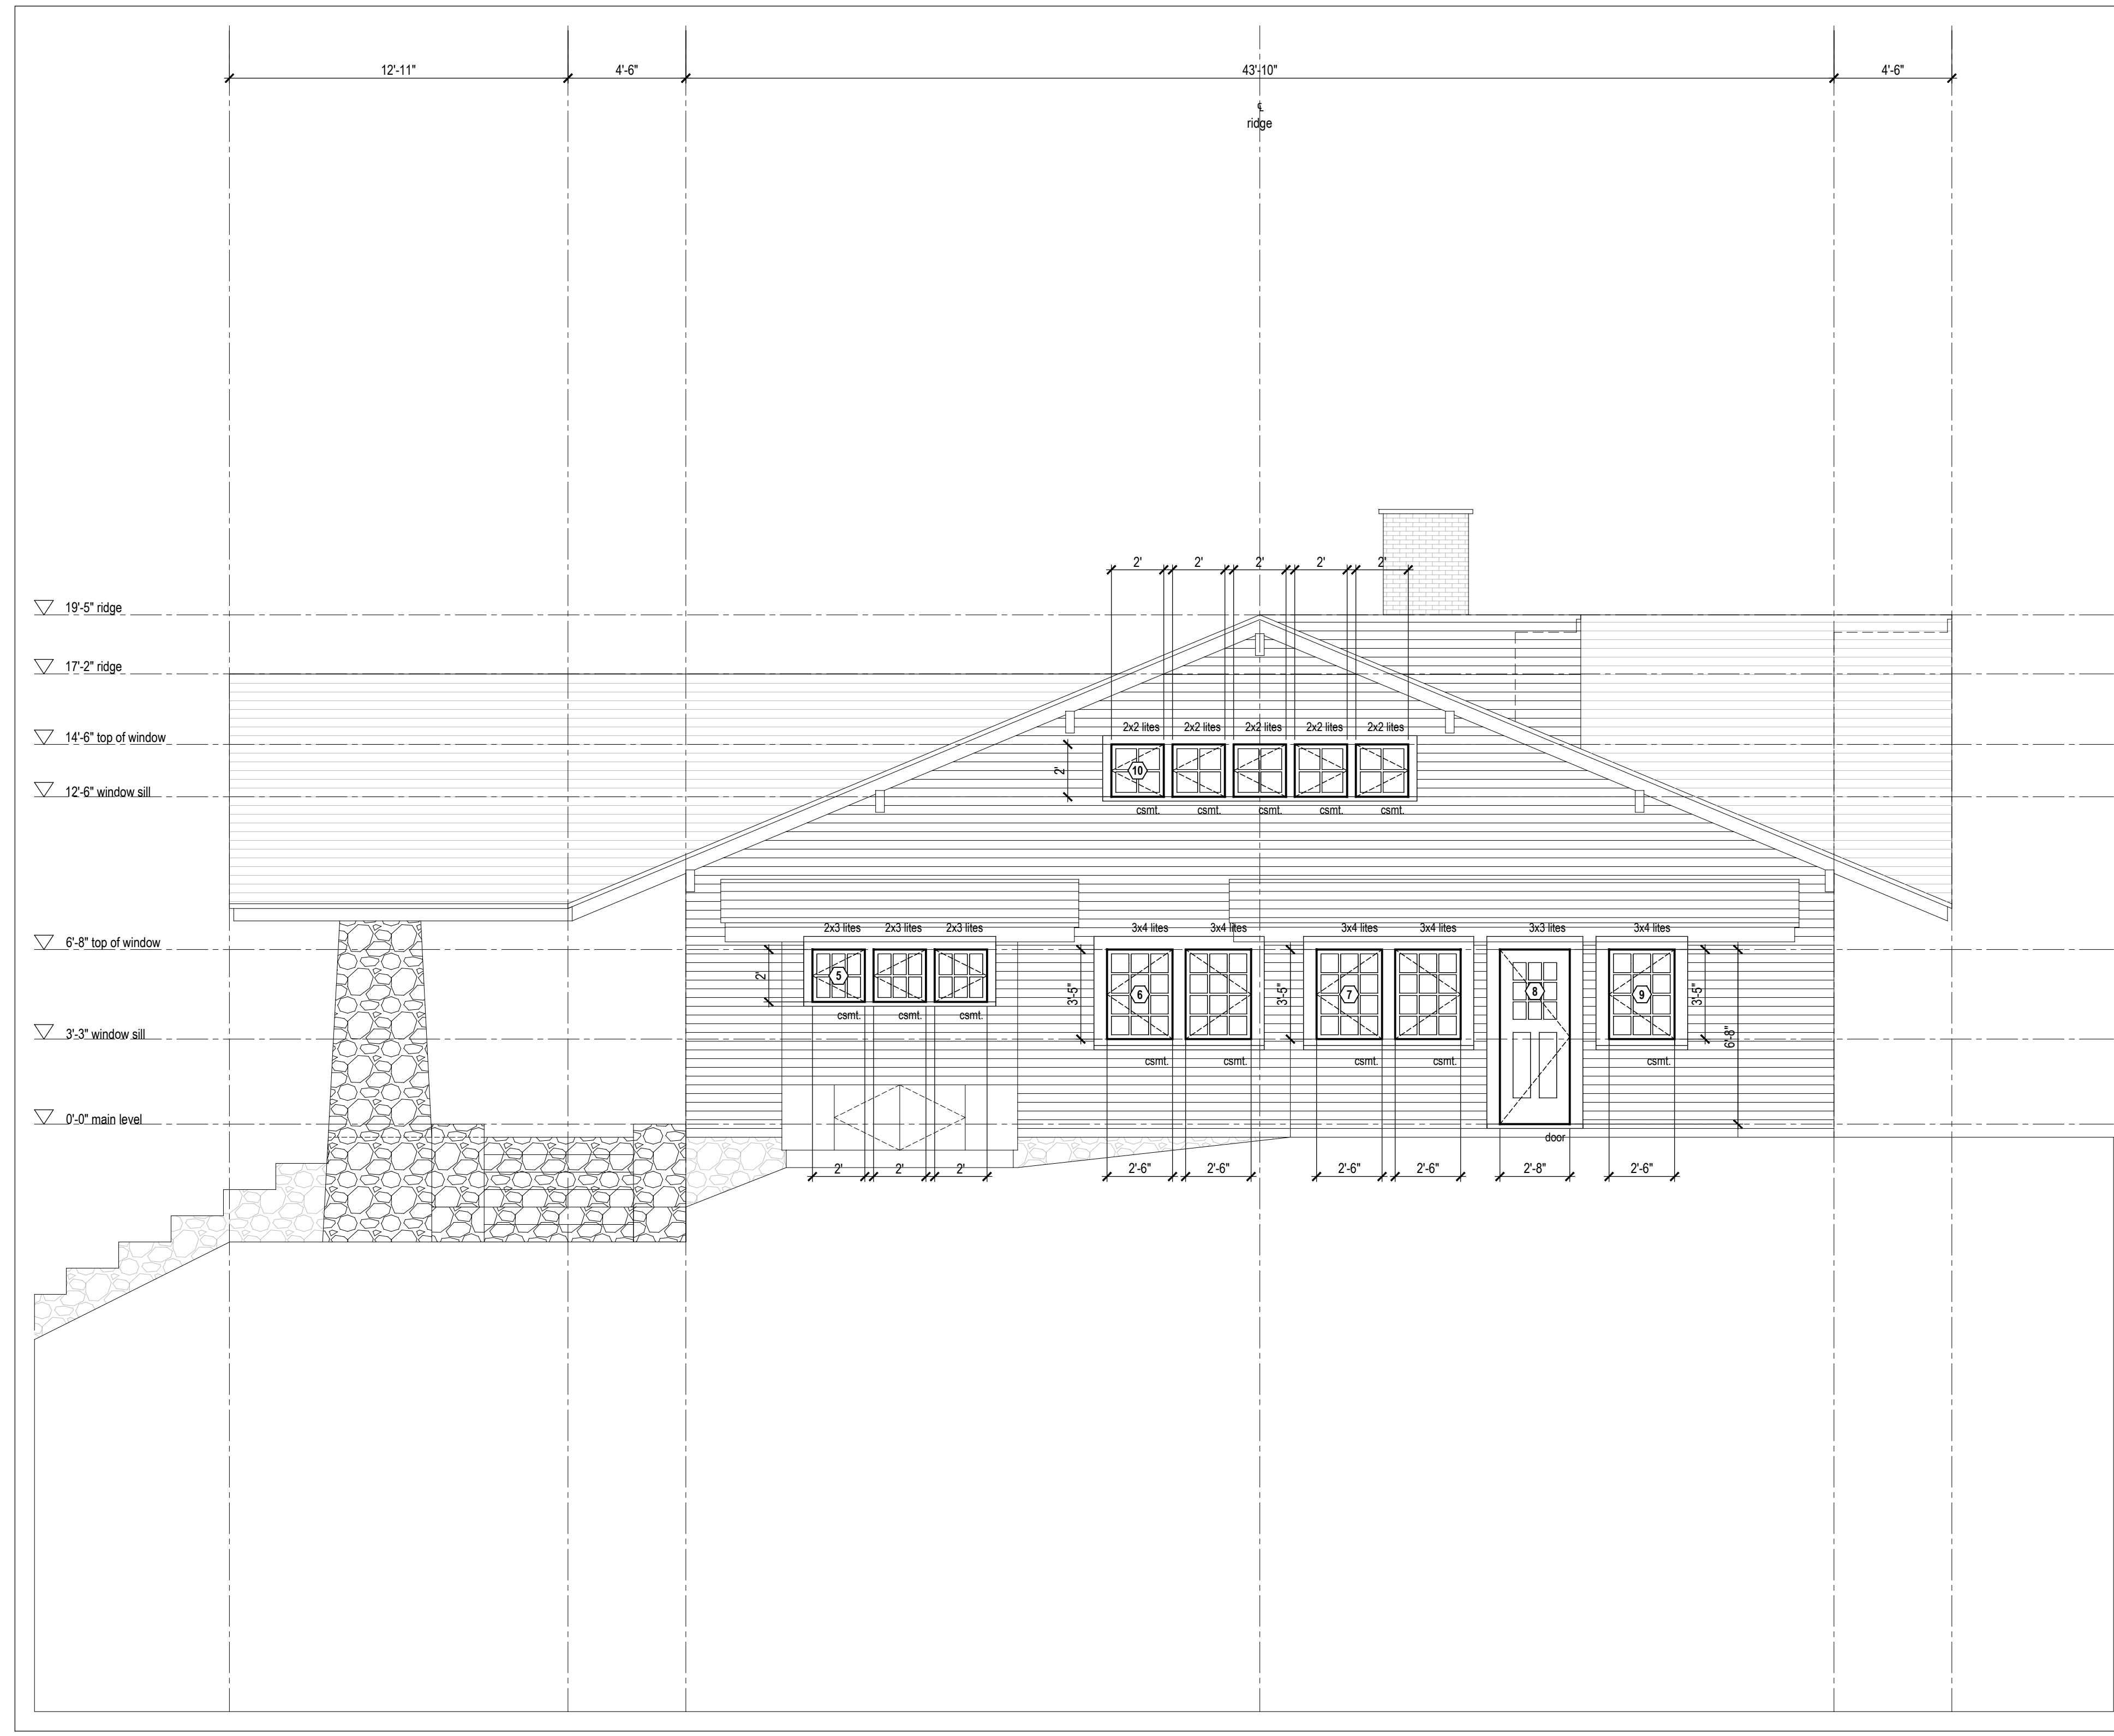 12'-11" 4'-6" 43'-10" 4'-6"
℄
ridge
2' 2' 2' 2' 2'
19'-5" ridge
17'-2" ridge
2x2 lites 2x2 lites 2x2 lites 2x2 lites 2x2 lites
14'-6" top of window
2'
10
12'-6" window sill
csmt. csmt. csmt. csmt. csmt.
2x3 lites 2x3 lites 2x3 lites 3x4 lites 3x4 lites 3x4 lites 3x4 lites 3x3 lites 3x4 lites
6'-8" top of window
2' 5
3'-5" 6 3'-5" 7 8 9 3'-5"
csmt. csmt. csmt.
3'-3" window sill
6'-8"
csmt. csmt. csmt. csmt. csmt.
0'-0" main level
door
2' 2' 2' 2'-6" 2'-6" 2'-6" 2'-6" 2'-8" 2'-6"